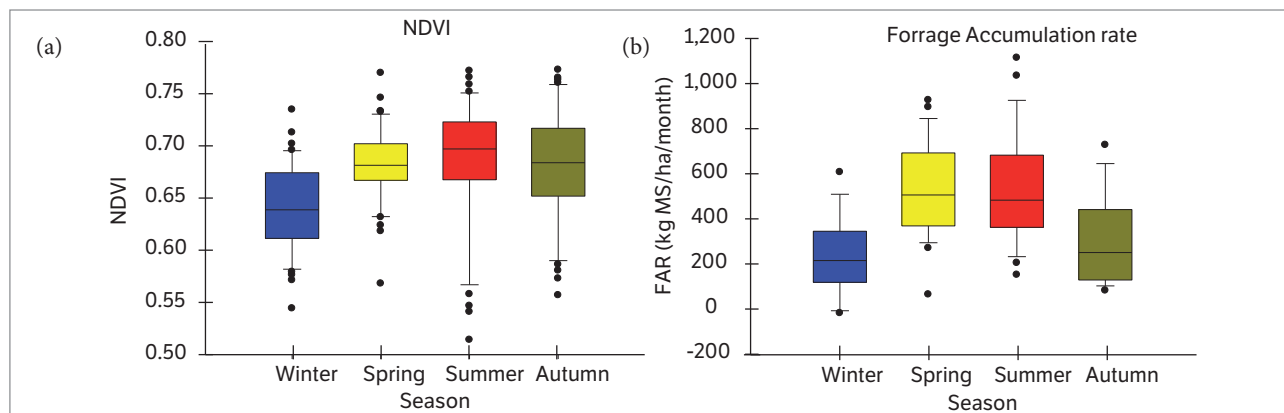 (a)
NDVI
0.80
0.75
0.70
0.65
0.60
0.55
0.50
NDVI
Winter Spring Summer Autumn
Season
(b)
Forrage Accumulation rate
1,200
1,000
800
600
400
200
0
-200
FAR (kg MS/ha/month)
Winter Spring Summer Autumn
Season